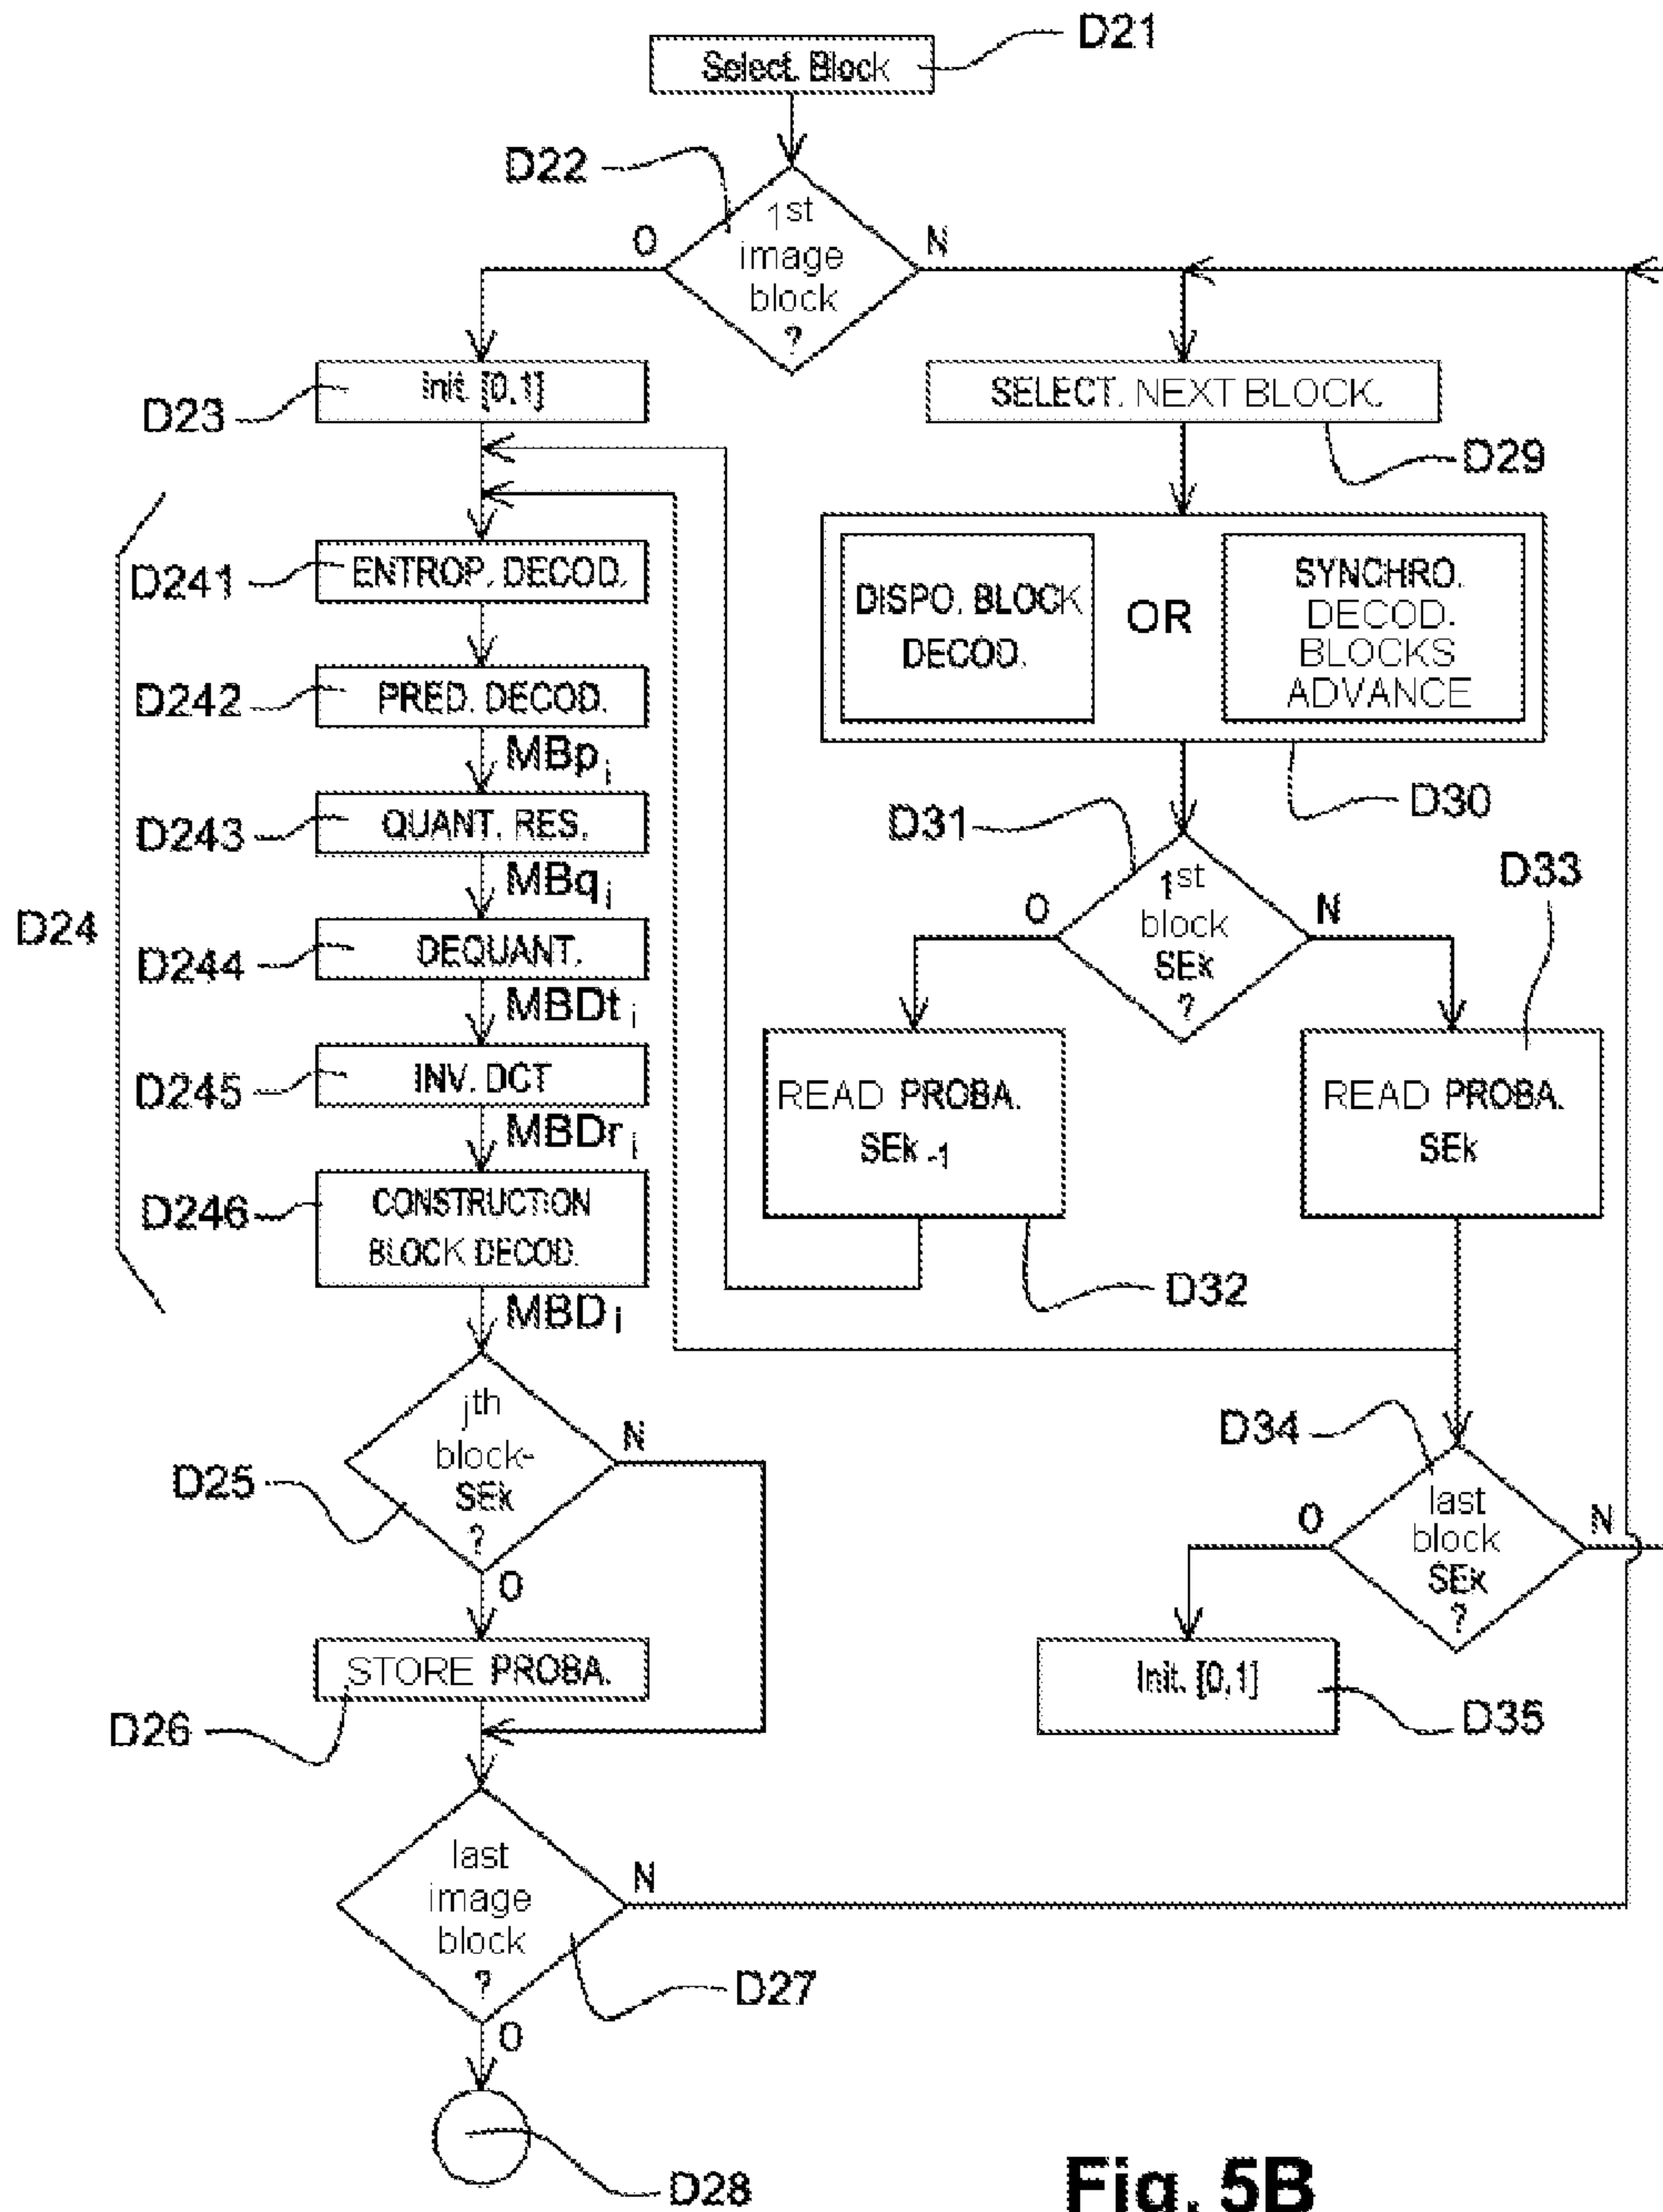 D21
Select. Block
D22
1st
image
block
?
O
N
D23
Init. [0,1]
SELECT. NEXT BLOCK.
D29
D24
D241
ENTROP. DECOD.
DISPO. BLOCK
DECOD.
OR
SYNCHRO.
DECOD.
BLOCKS
ADVANCE
D30
D242
PRED. DECOD.
MBpi
D243
QUANT. RES.
MBqi
D244
DEQUANT.
MBDti
D245
INV. DCT
MBDri
D246
CONSTRUCTION
BLOCK DECOD.
MBDi
D31
1st
block
SEk
?
O
N
D33
READ PROBA.
SEk-1
D32
READ PROBA.
SEk
D25
jth
block-
SEk
?
N
O
D34
last
block
SEk
?
O
N
STORE PROBA.
D26
Init. [0,1]
D35
last
image
block
?
N
D27
O
D28
Fig. 5B